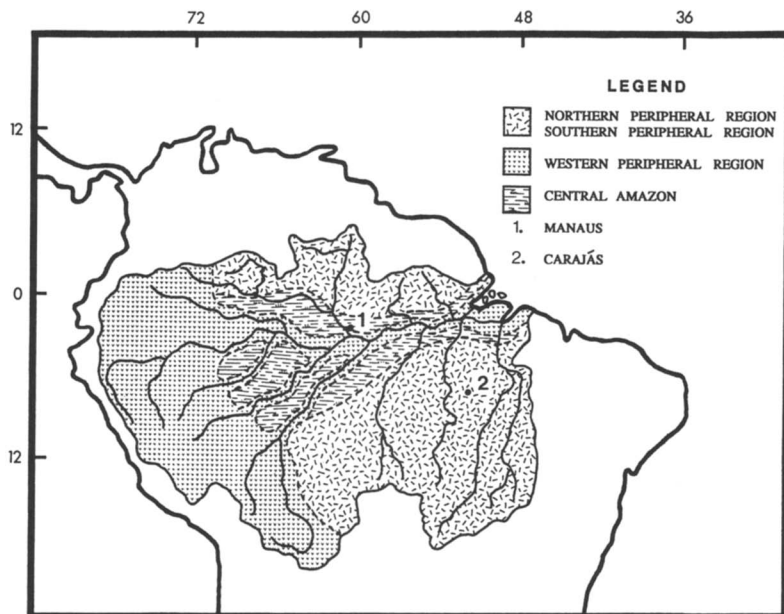 72 60 48 36
LEGEND
12
NORTHERN PERIPHERAL REGION
SOUTHERN PERIPHERAL REGION
WESTERN PERIPHERAL REGION
CENTRAL AMAZON
1. MANAUS
2. CARAJÁS
0
1
2
12